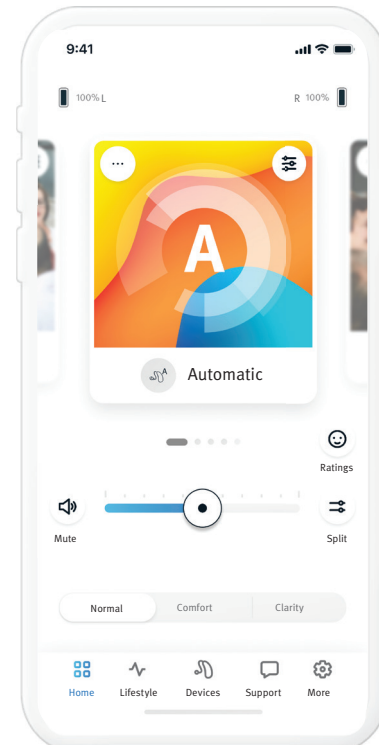 9:41
100% L
R 100%
...
A
A
Automatic
Ratings
Mute
Split
Normal Comfort Clarity
Home Lifestyle Devices Support More